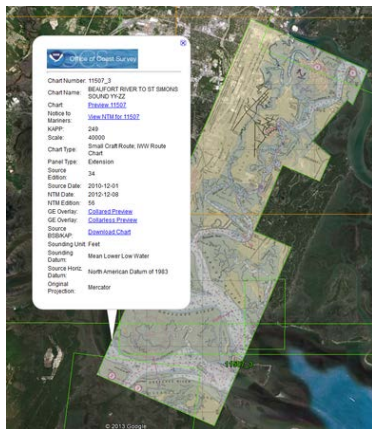 Office of Coast Survey
Chart Number: 11507_3
Chart Name: BEAUFORT RIVER TO ST SIMONS SOUND YY-ZZ
Chart Preview 11507
Notice to Mariners: View NTM for 11507
KAPP: 249
Scale: 40000
Chart Type: Small Craft Route; IWW Route Chart
Panel Type: Extension
Source Edition: 34
Source Date: 2010-12-01
NTM Date: 2012-12-08
NTM Edition: 56
GE Overlay: Collared Preview
GE Overlay: Collarless Preview
Source BSB/KAP: Download Chart
Sounding Unit: Feet
Sounding Datum: Mean Lower Low Water
Source Horiz. Datum: North American Datum of 1983
Original Projection: Mercator
© 2013 Google